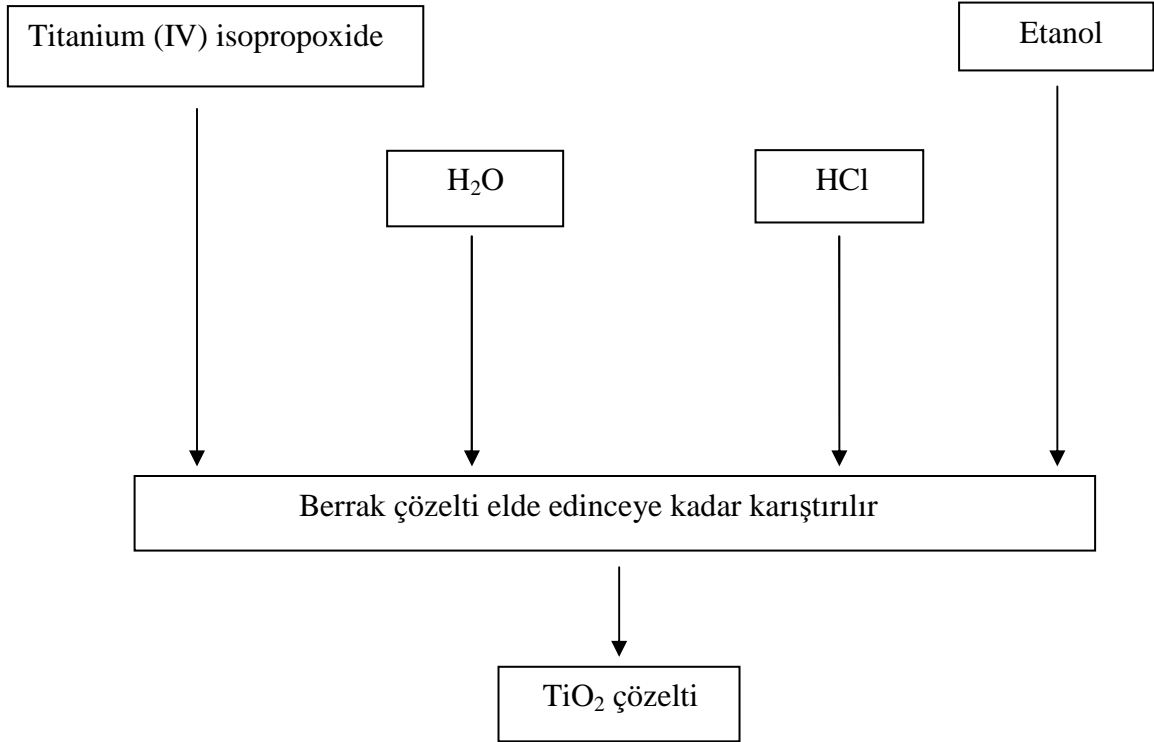 Titanium (IV) isopropoxide
Etanol
H₂O
HCl
Berrak çözelti elde edinceye kadar karıştırılır
TiO₂ çözelti